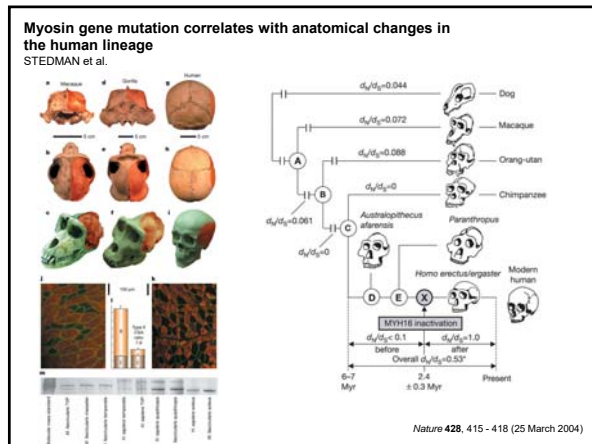 Myosin gene mutation correlates with anatomical changes in
the human lineage
STEDMAN et al.
a Macaque
d Gorilla
g Human
5 cm
5 cm
5 cm
b
e
h
c
f
i
j
k
100 μm
l
m
dN/dS=0.044
Dog
dN/dS=0.072
Macaque
A
dN/dS=0.088
Orang-utan
B
dN/dS=0
Chimpanzee
dN/dS=0.061
C
dN/dS=0
Australopithecus
afarensis
Paranthropus
Homo erectus/ergaster
Modern
human
D
E
X
MYH16 inactivation
dN/dS< 0.1
dN/dS=1.0
before
after
Overall dN/dS=0.53*
6–7
Myr
2.4
± 0.3 Myr
Present
Nature 428, 415 - 418 (25 March 2004)